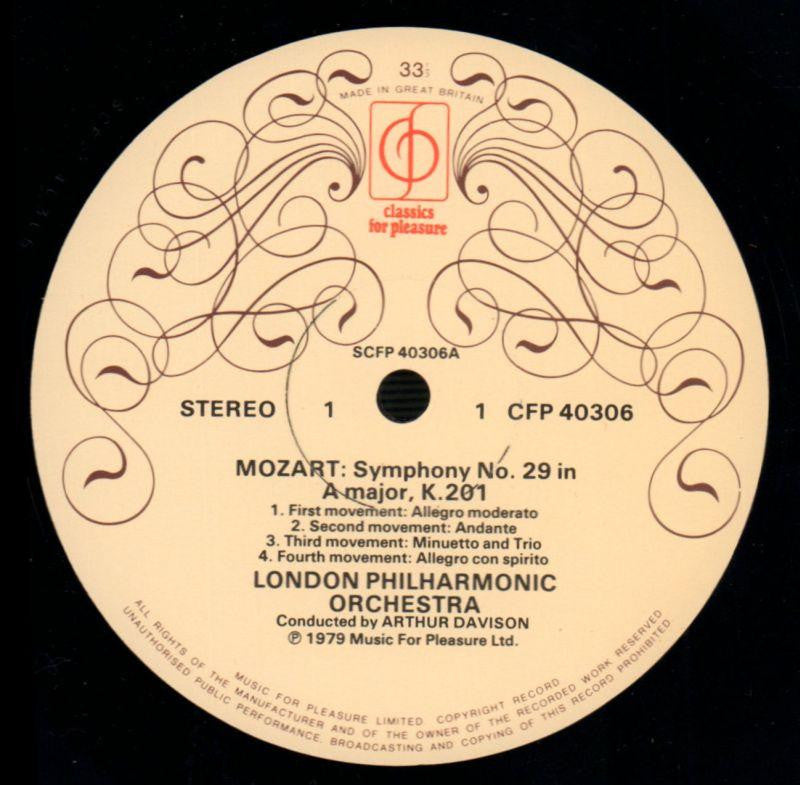 33⅓
MADE IN GREAT BRITAIN
classics
for pleasure
SCFP 40306A
STEREO 1 1 CFP 40306
MOZART: Symphony No. 29 in
A major, K.201
1. First movement: Allegro moderato
2. Second movement: Andante
3. Third movement: Minuetto and Trio
4. Fourth movement: Allegro con spirito
LONDON PHILHARMONIC
ORCHESTRA
Conducted by ARTHUR DAVISON
℗ 1979 Music For Pleasure Ltd.
MUSIC FOR PLEASURE LIMITED. COPYRIGHT RECORD
ALL RIGHTS OF THE MANUFACTURER AND OF THE OWNER OF THE RECORDED WORK RESERVED
UNAUTHORISED PUBLIC PERFORMANCE, BROADCASTING AND COPYING OF THIS RECORD PROHIBITED.